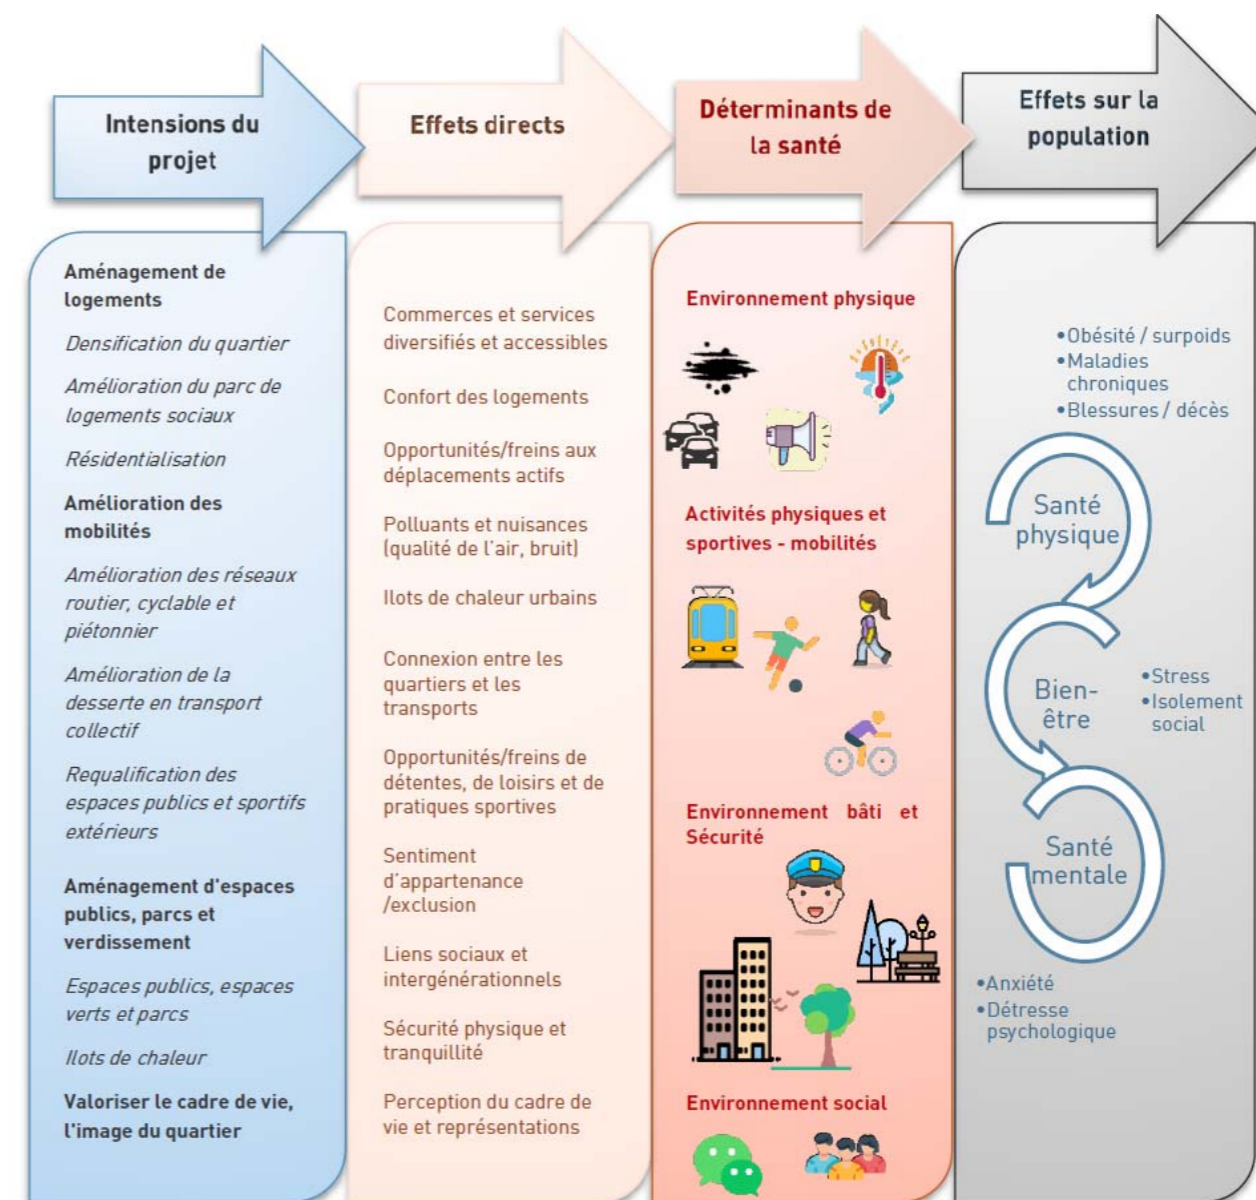 Intensions du
projet
Effets directs
Déterminants de
la santé
Effets sur la
population
Aménagement de
logements
Densification du quartier
Amélioration du parc de
logements sociaux
Résidentialisation
Amélioration des
mobilités
Amélioration des réseaux
routier, cyclable et
piétonnier
Amélioration de la
desserte en transport
collectif
Requalification des
espaces publics et sportifs
extérieurs
Aménagement d'espaces
publics, parcs et
verdissement
Espaces publics, espaces
verts et parcs
Ilots de chaleur
Valoriser le cadre de vie,
l'image du quartier
Commerces et services
diversifiés et accessibles
Confort des logements
Opportunités/freins aux
déplacements actifs
Polluants et nuisances
(qualité de l'air, bruit)
Ilots de chaleur urbains
Connexion entre les
quartiers et les
transports
Opportunités/freins de
détentes, de loisirs et de
pratiques sportives
Sentiment
d'appartenance
/exclusion
Liens sociaux et
intergénérationnels
Sécurité physique et
tranquillité
Perception du cadre de
vie et représentations
Environnement physique
Activités physiques et
sportives - mobilités
Environnement bâti et
Sécurité
Environnement social
•Obésité / surpoids
•Maladies
chroniques
•Blessures / décès
Santé
physique
Bien-
être
•Stress
•Isolement
social
Santé
mentale
•Anxiété
•Détresse
psychologique